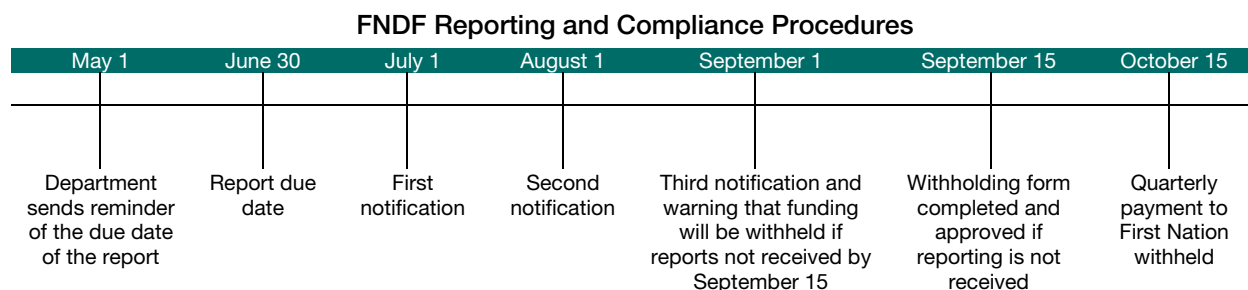 FNDF Reporting and Compliance Procedures
May 1 June 30 July 1 August 1 September 1 September 15 October 15
Department
sends reminder
of the due date
of the report
Report due
date
First
notification
Second
notification
Third notification and
warning that funding
will be withheld if
reports not received by
September 15
Withholding form
completed and
approved if
reporting is not
received
Quarterly
payment to
First Nation
withheld